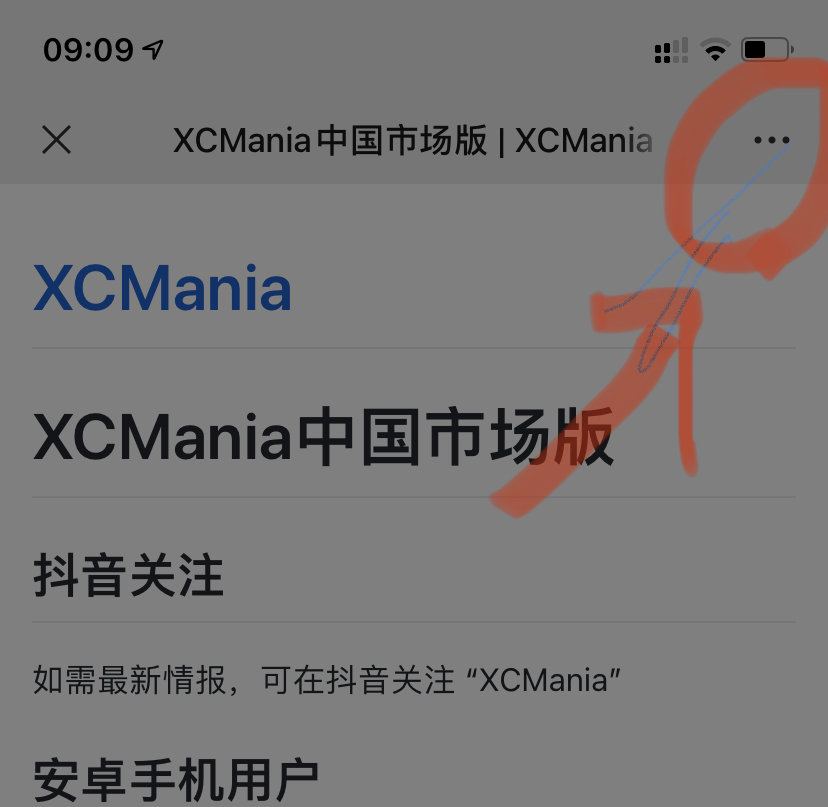 09:09
XCMania中国市场版 | XCMania
XCMania
XCMania中国市场版
抖音关注
如需最新情报，可在抖音关注 “XCMania”
安卓手机用户